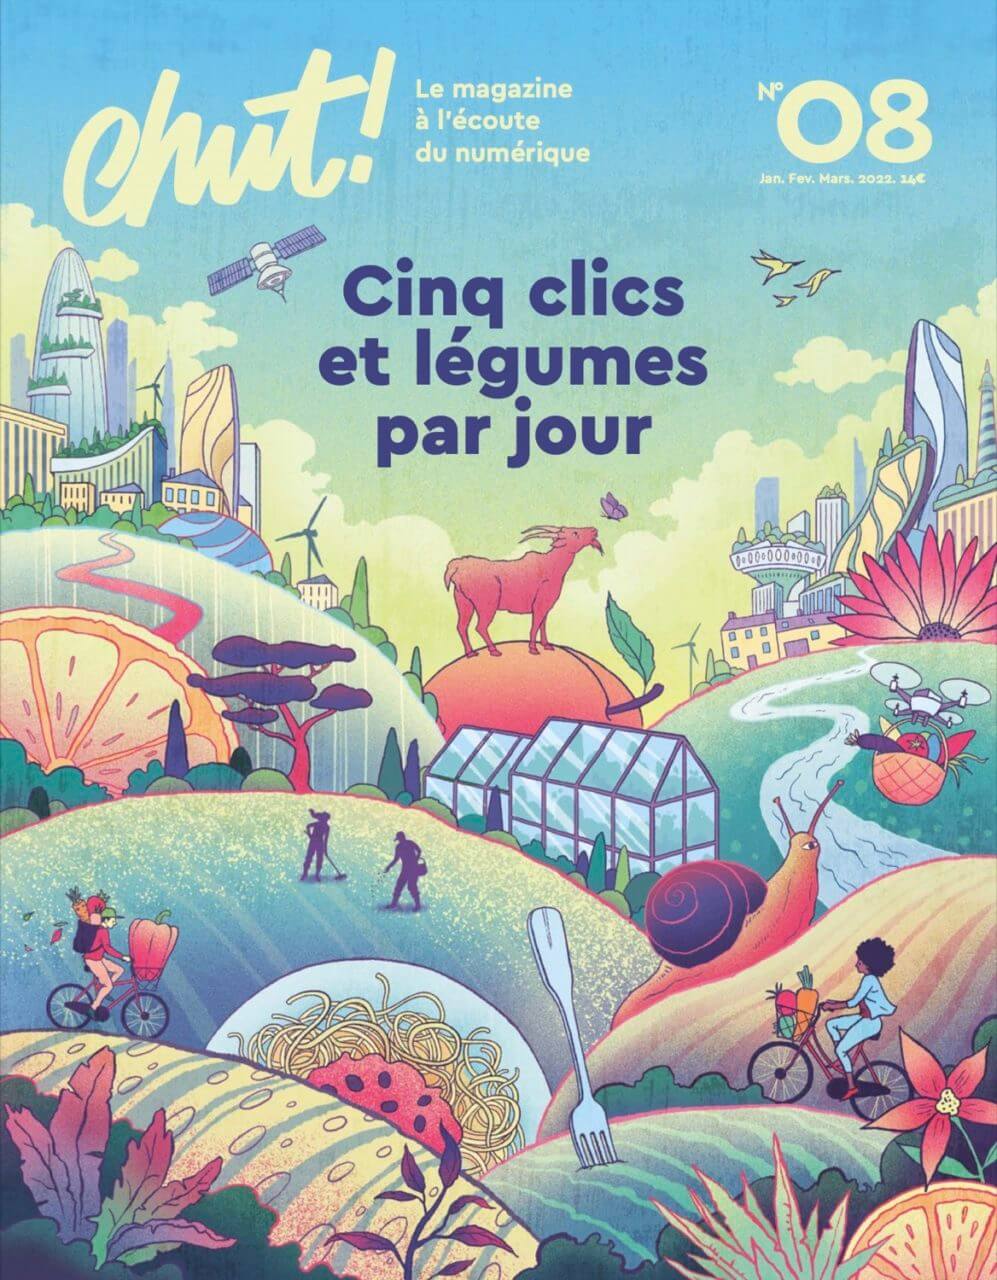 chut!
Le magazine
à l'écoute
du numérique
N° 08
Jan. Fev. Mars. 2022. 14€
Cinq clics
et légumes
par jour